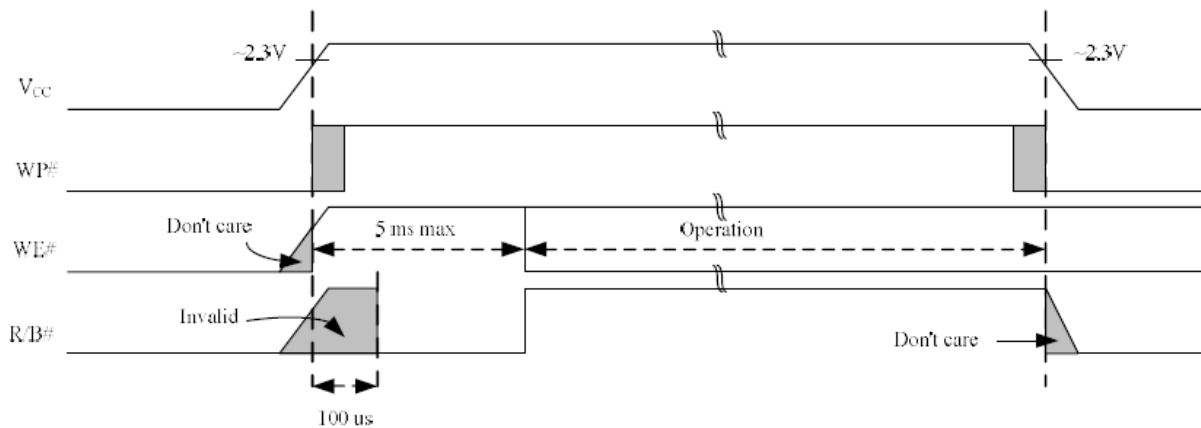 ~2.3V
~2.3V
VCC
WP#
Don't care
5 ms max
Operation
WE#
Invalid
R/B#
Don't care
100 us